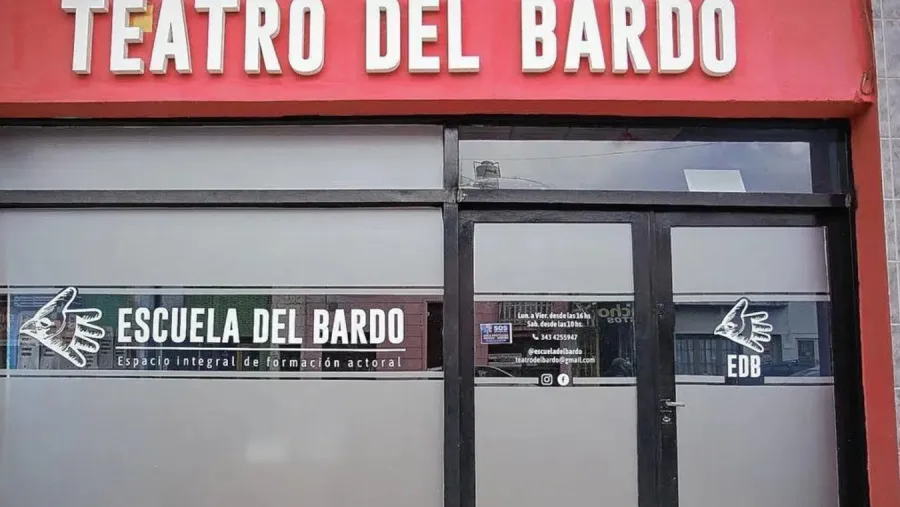 TEATRO DEL BARDO
ESCUELA DEL BARDO
Espacio integral de formación actoral
Lun. a Vier. desde las 16 hs
Sab. desde las 10 hs.
343 4255947
@escueladelbardo
teatrodelbardo@gmail.com
SOS
EDB